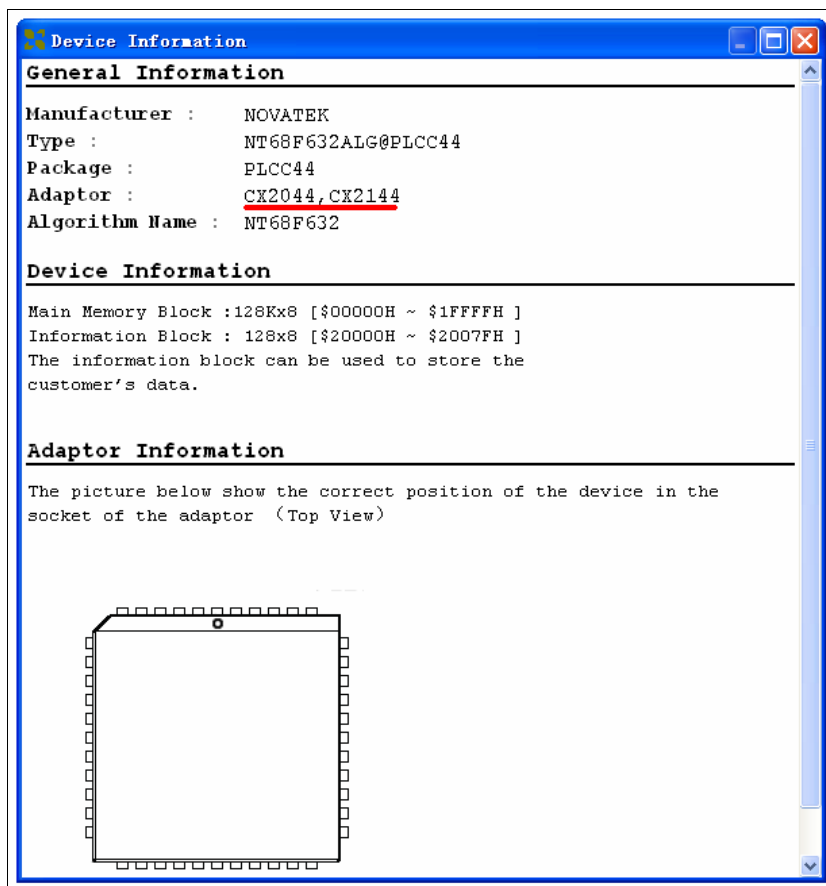 Device Information
General Information
Manufacturer : NOVATEK
Type : NT68F632ALG@PLCC44
Package : PLCC44
Adaptor : CX2044,CX2144
Algorithm Name : NT68F632
Device Information
Main Memory Block :128Kx8 [$00000H ~ $1FFFFH ]
Information Block : 128x8 [$20000H ~ $2007FH ]
The information block can be used to store the
customer's data.
Adaptor Information
The picture below show the correct position of the device in the
socket of the adaptor （Top View）